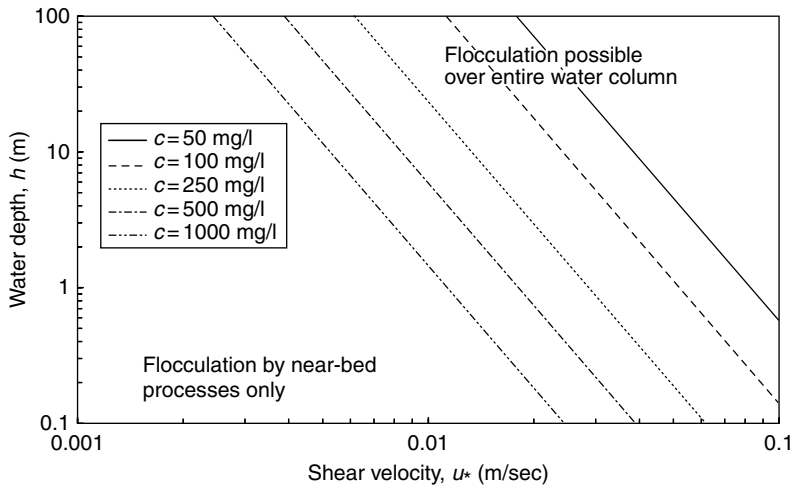 100
10
1
0.1
Water depth, h (m)
Flocculation possible
over entire water column
c = 50 mg/l
c = 100 mg/l
c = 250 mg/l
c = 500 mg/l
c = 1000 mg/l
Flocculation by near-bed
processes only
0.001
0.01
0.1
Shear velocity, u* (m/sec)